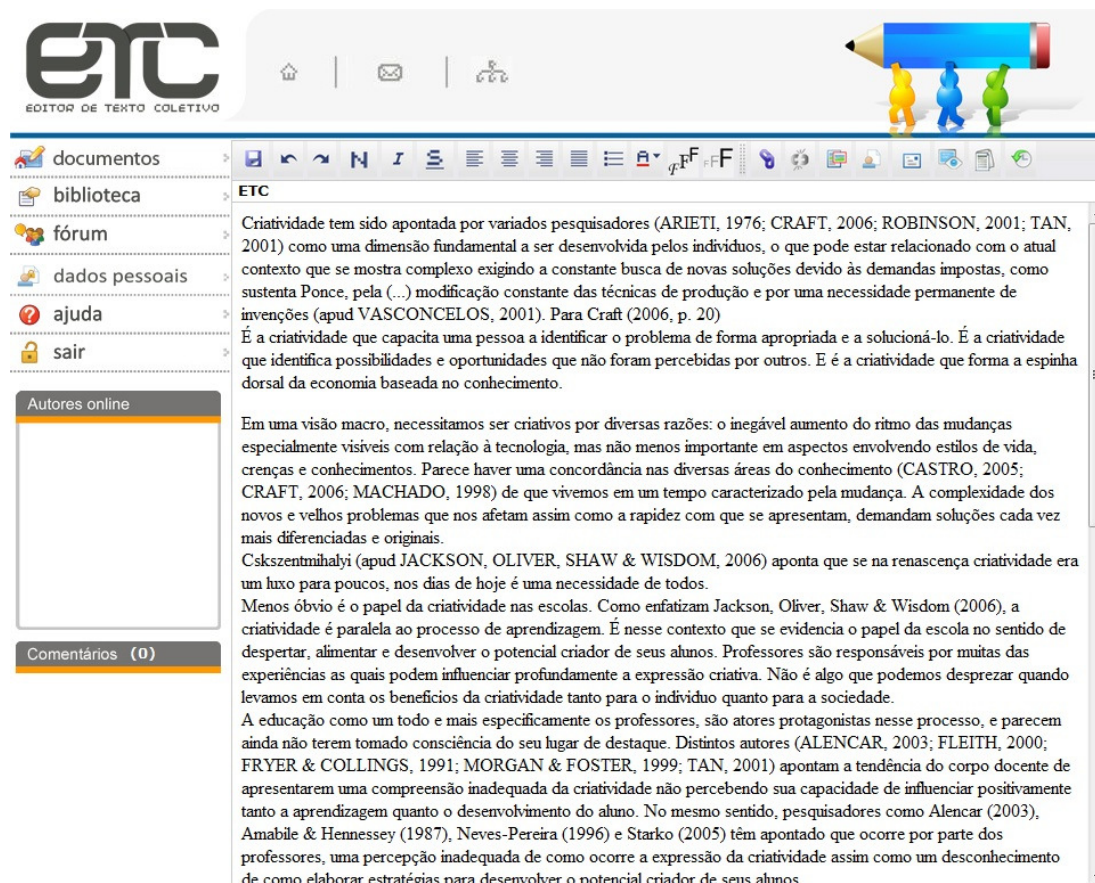 ETC
EDITOR DE TEXTO COLETIVO
documentos
biblioteca
fórum
dados pessoais
ajuda
sair
Autores online
Comentários (0)
N I S A FF FF
ETC
Criatividade tem sido apontada por variados pesquisadores (ARIETI, 1976; CRAFT, 2006; ROBINSON, 2001; TAN,
2001) como uma dimensão fundamental a ser desenvolvida pelos individuos, o que pode estar relacionado com o atual
contexto que se mostra complexo exigindo a constante busca de novas soluções devido às demandas impostas, como
sustenta Ponce, pela (...) modificação constante das técnicas de produção e por uma necessidade permanente de
invenções (apud VASCONCELOS, 2001). Para Craft (2006, p. 20)
É a criatividade que capacita uma pessoa a identificar o problema de forma apropriada e a solucioná-lo. É a criatividade
que identifica possibilidades e oportunidades que não foram percebidas por outros. E é a criatividade que forma a espinha
dorsal da economia baseada no conhecimento.
Em uma visão macro, necessitamos ser criativos por diversas razões: o inegável aumento do ritmo das mudanças
especialmente visíveis com relação à tecnologia, mas não menos importante em aspectos envolvendo estilos de vida,
crenças e conhecimentos. Parece haver uma concordância nas diversas áreas do conhecimento (CASTRO, 2005;
CRAFT, 2006; MACHADO, 1998) de que vivemos em um tempo caracterizado pela mudança. A complexidade dos
novos e velhos problemas que nos afetam assim como a rapidez com que se apresentam, demandam soluções cada vez
mais diferenciadas e originais.
Cskszentmihalyi (apud JACKSON, OLIVER, SHAW & WISDOM, 2006) aponta que se na renascença criatividade era
um luxo para poucos, nos dias de hoje é uma necessidade de todos.
Menos óbvio é o papel da criatividade nas escolas. Como enfatizam Jackson, Oliver, Shaw & Wisdom (2006), a
criatividade é paralela ao processo de aprendizagem. É nesse contexto que se evidencia o papel da escola no sentido de
despertar, alimentar e desenvolver o potencial criador de seus alunos. Professores são responsáveis por muitas das
experiências as quais podem influenciar profundamente a expressão criativa. Não é algo que podemos desprezar quando
levamos em conta os beneficios da criatividade tanto para o individuo quanto para a sociedade.
A educação como um todo e mais especificamente os professores, são atores protagonistas nesse processo, e parecem
ainda não terem tomado consciência do seu lugar de destaque. Distintos autores (ALENCAR, 2003; FLEITH, 2000;
FRYER & COLLINGS, 1991; MORGAN & FOSTER, 1999; TAN, 2001) apontam a tendência do corpo docente de
apresentarem uma compreensão inadequada da criatividade não percebendo sua capacidade de influenciar positivamente
tanto a aprendizagem quanto o desenvolvimento do aluno. No mesmo sentido, pesquisadores como Alencar (2003),
Amabile & Hennessey (1987), Neves-Pereira (1996) e Starko (2005) têm apontado que ocorre por parte dos
professores, uma percepção inadequada de como ocorre a expressão da criatividade assim como um desconhecimento
de como elaborar estratégias para desenvolver o potencial criador de seus alunos.